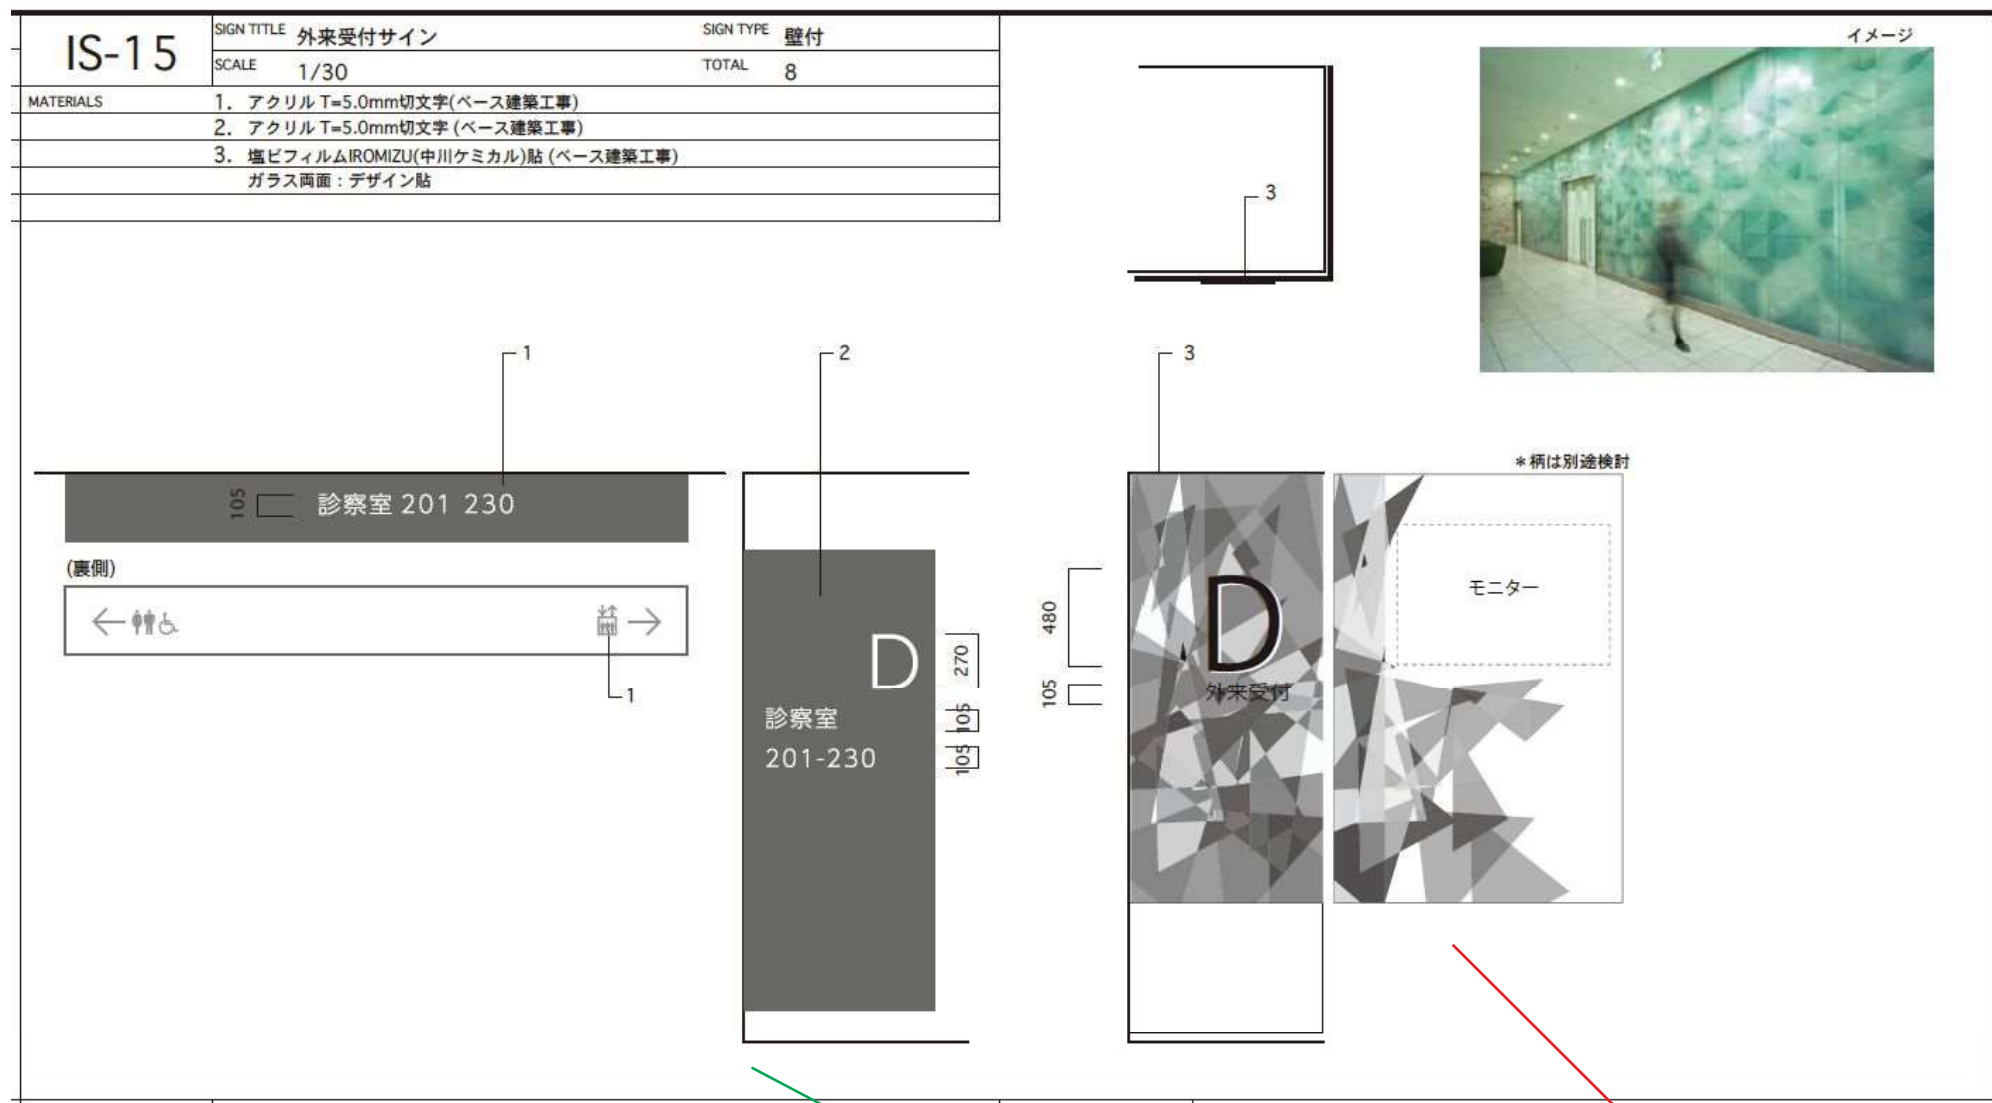 IS-15
SIGN TITLE 外来受付サイン
SIGN TYPE 壁付
SCALE 1/30
TOTAL 8
MATERIALS
1. アクリル T=5.0mm切文字(ベース建築工事)
2. アクリル T=5.0mm切文字 (ベース建築工事)
3. 塩ビフィルムIROMIZU(中川ケミカル)貼 (ベース建築工事)
ガラス両面：デザイン貼
イメージ
3
1
2
3
＊柄は別途検討
105
診察室 201 230
(裏側)
1
D
270
診察室
105
201-230
105
480
105
D
外来受付
モニター